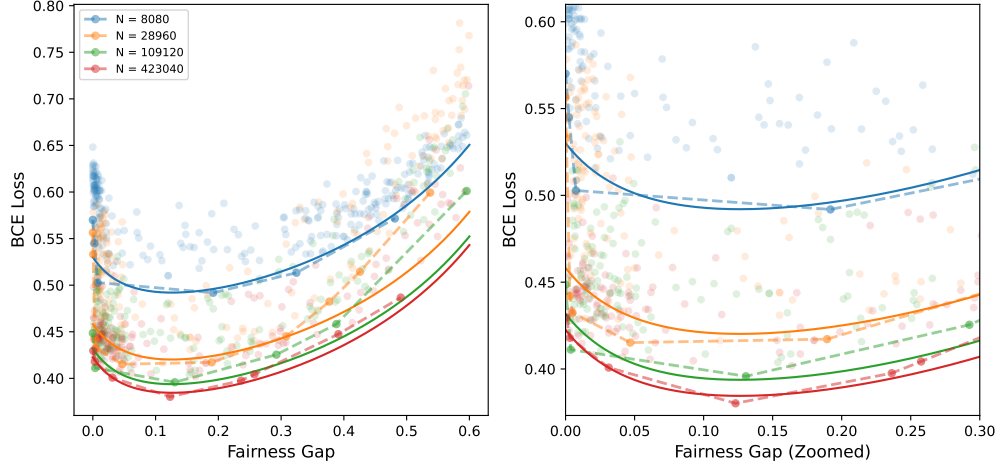 0.80
0.75
0.70
0.65
0.60
0.55
0.50
0.45
0.40
BCE Loss
N = 8080
N = 28960
N = 109120
N = 423040
0.0 0.1 0.2 0.3 0.4 0.5 0.6
Fairness Gap
0.60
0.55
0.50
0.45
0.40
BCE Loss
0.00 0.05 0.10 0.15 0.20 0.25 0.30
Fairness Gap (Zoomed)